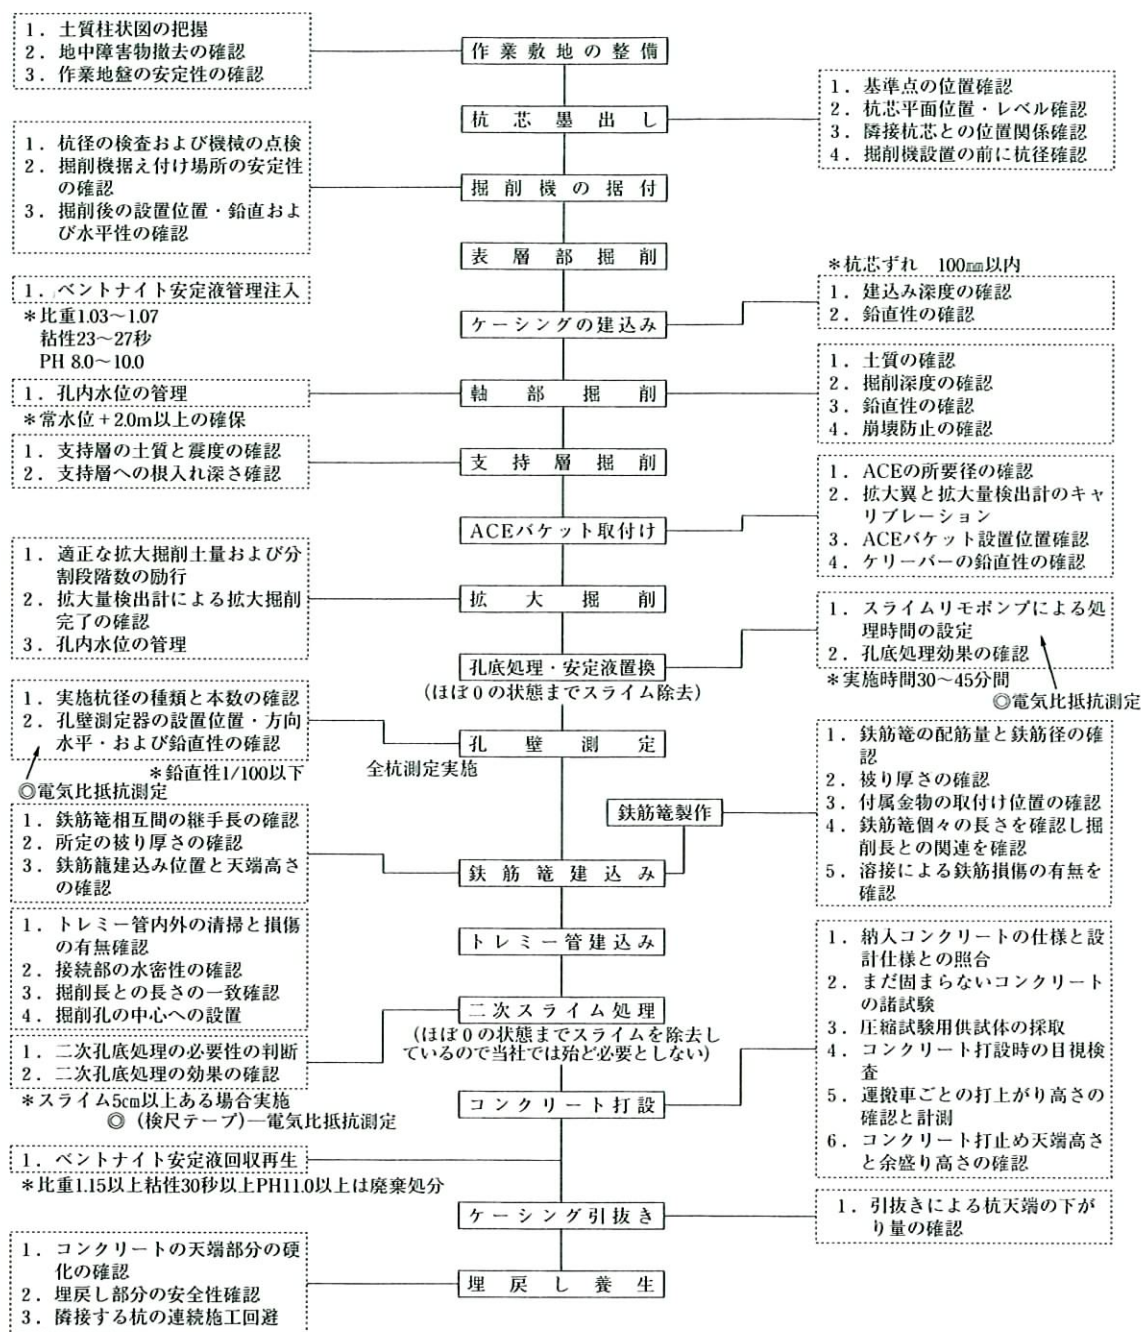 1．土質柱状図の把握
2．地中障害物撤去の確認
3．作業地盤の安定性の確認
作業敷地の整備
杭芯墨出し
1．基準点の位置確認
2．杭芯平面位置・レベル確認
3．隣接杭芯との位置関係確認
4．掘削機設置の前に杭径確認
1．杭径の検査および機械の点検
2．掘削機据え付け場所の安定性
の確認
3．掘削後の設置位置・鉛直およ
び水平性の確認
掘削機の据付
表層部掘削
1．ベントナイト安定液管理注入
＊比重1.03～1.07
粘性23～27秒
PH 8.0～10.0
ケーシングの建込み
＊杭芯ずれ 100㎜以内
1．建込み深度の確認
2．鉛直性の確認
1．孔内水位の管理
＊常水位＋2.0m以上の確保
軸部掘削
1．土質の確認
2．掘削深度の確認
3．鉛直性の確認
4．崩壊防止の確認
1．支持層の土質と震度の確認
2．支持層への根入れ深さ確認
支持層掘削
ACEバケット取付け
1．ACEの所要径の確認
2．拡大翼と拡大量検出計のキャ
リブレーション
3．ACEバケット設置位置確認
4．ケリーバーの鉛直性の確認
1．適正な拡大掘削土量および分
割段階数の励行
2．拡大量検出計による拡大掘削
完了の確認
3．孔内水位の管理
拡大掘削
孔底処理・安定液置換
(ほぼ0の状態までスライム除去)
1．スライムリモポンプによる処
理時間の設定
2．孔底処理効果の確認
＊実施時間30～45分間
◎電気比抵抗測定
1．実施杭径の種類と本数の確認
2．孔壁測定器の設置位置・方向
水平・および鉛直性の確認
＊鉛直性1/100以下
◎電気比抵抗測定
孔壁測定
全杭測定実施
鉄筋篭製作
1．鉄筋篭の配筋量と鉄筋径の確
認
2．被り厚さの確認
3．付属金物の取付け位置の確認
4．鉄筋篭個々の長さを確認し掘
削長との関連を確認
5．溶接による鉄筋損傷の有無を
確認
1．鉄筋篭相互間の継手長の確認
2．所定の被り厚さの確認
3．鉄筋籠建込み位置と天端高さ
の確認
鉄筋篭建込み
1．トレミー管内外の清掃と損傷
の有無確認
2．接続部の水密性の確認
3．掘削長との長さの一致確認
4．掘削孔の中心への設置
トレミー管建込み
二次スライム処理
(ほぼ0の状態までスライムを除去し
ているので当社では殆ど必要としない)
1．二次孔底処理の必要性の判断
2．二次孔底処理の効果の確認
＊スライム5cm以上ある場合実施
◎（検尺テープ）―電気比抵抗測定
コンクリート打設
1．納入コンクリートの仕様と設
計仕様との照合
2．まだ固まらないコンクリート
の諸試験
3．圧縮試験用供試体の採取
4．コンクリート打設時の目視検
査
5．運搬車ごとの打上がり高さの
確認と計測
6．コンクリート打止め天端高さ
と余盛り高さの確認
1．ベントナイト安定液回収再生
＊比重1.15以上粘性30秒以上PH11.0以上は廃棄処分
ケーシング引抜き
1．引抜きによる杭天端の下が
り量の確認
1．コンクリートの天端部分の硬
化の確認
2．埋戻し部分の安全性確認
3．隣接する杭の連続施工回避
埋戻し養生